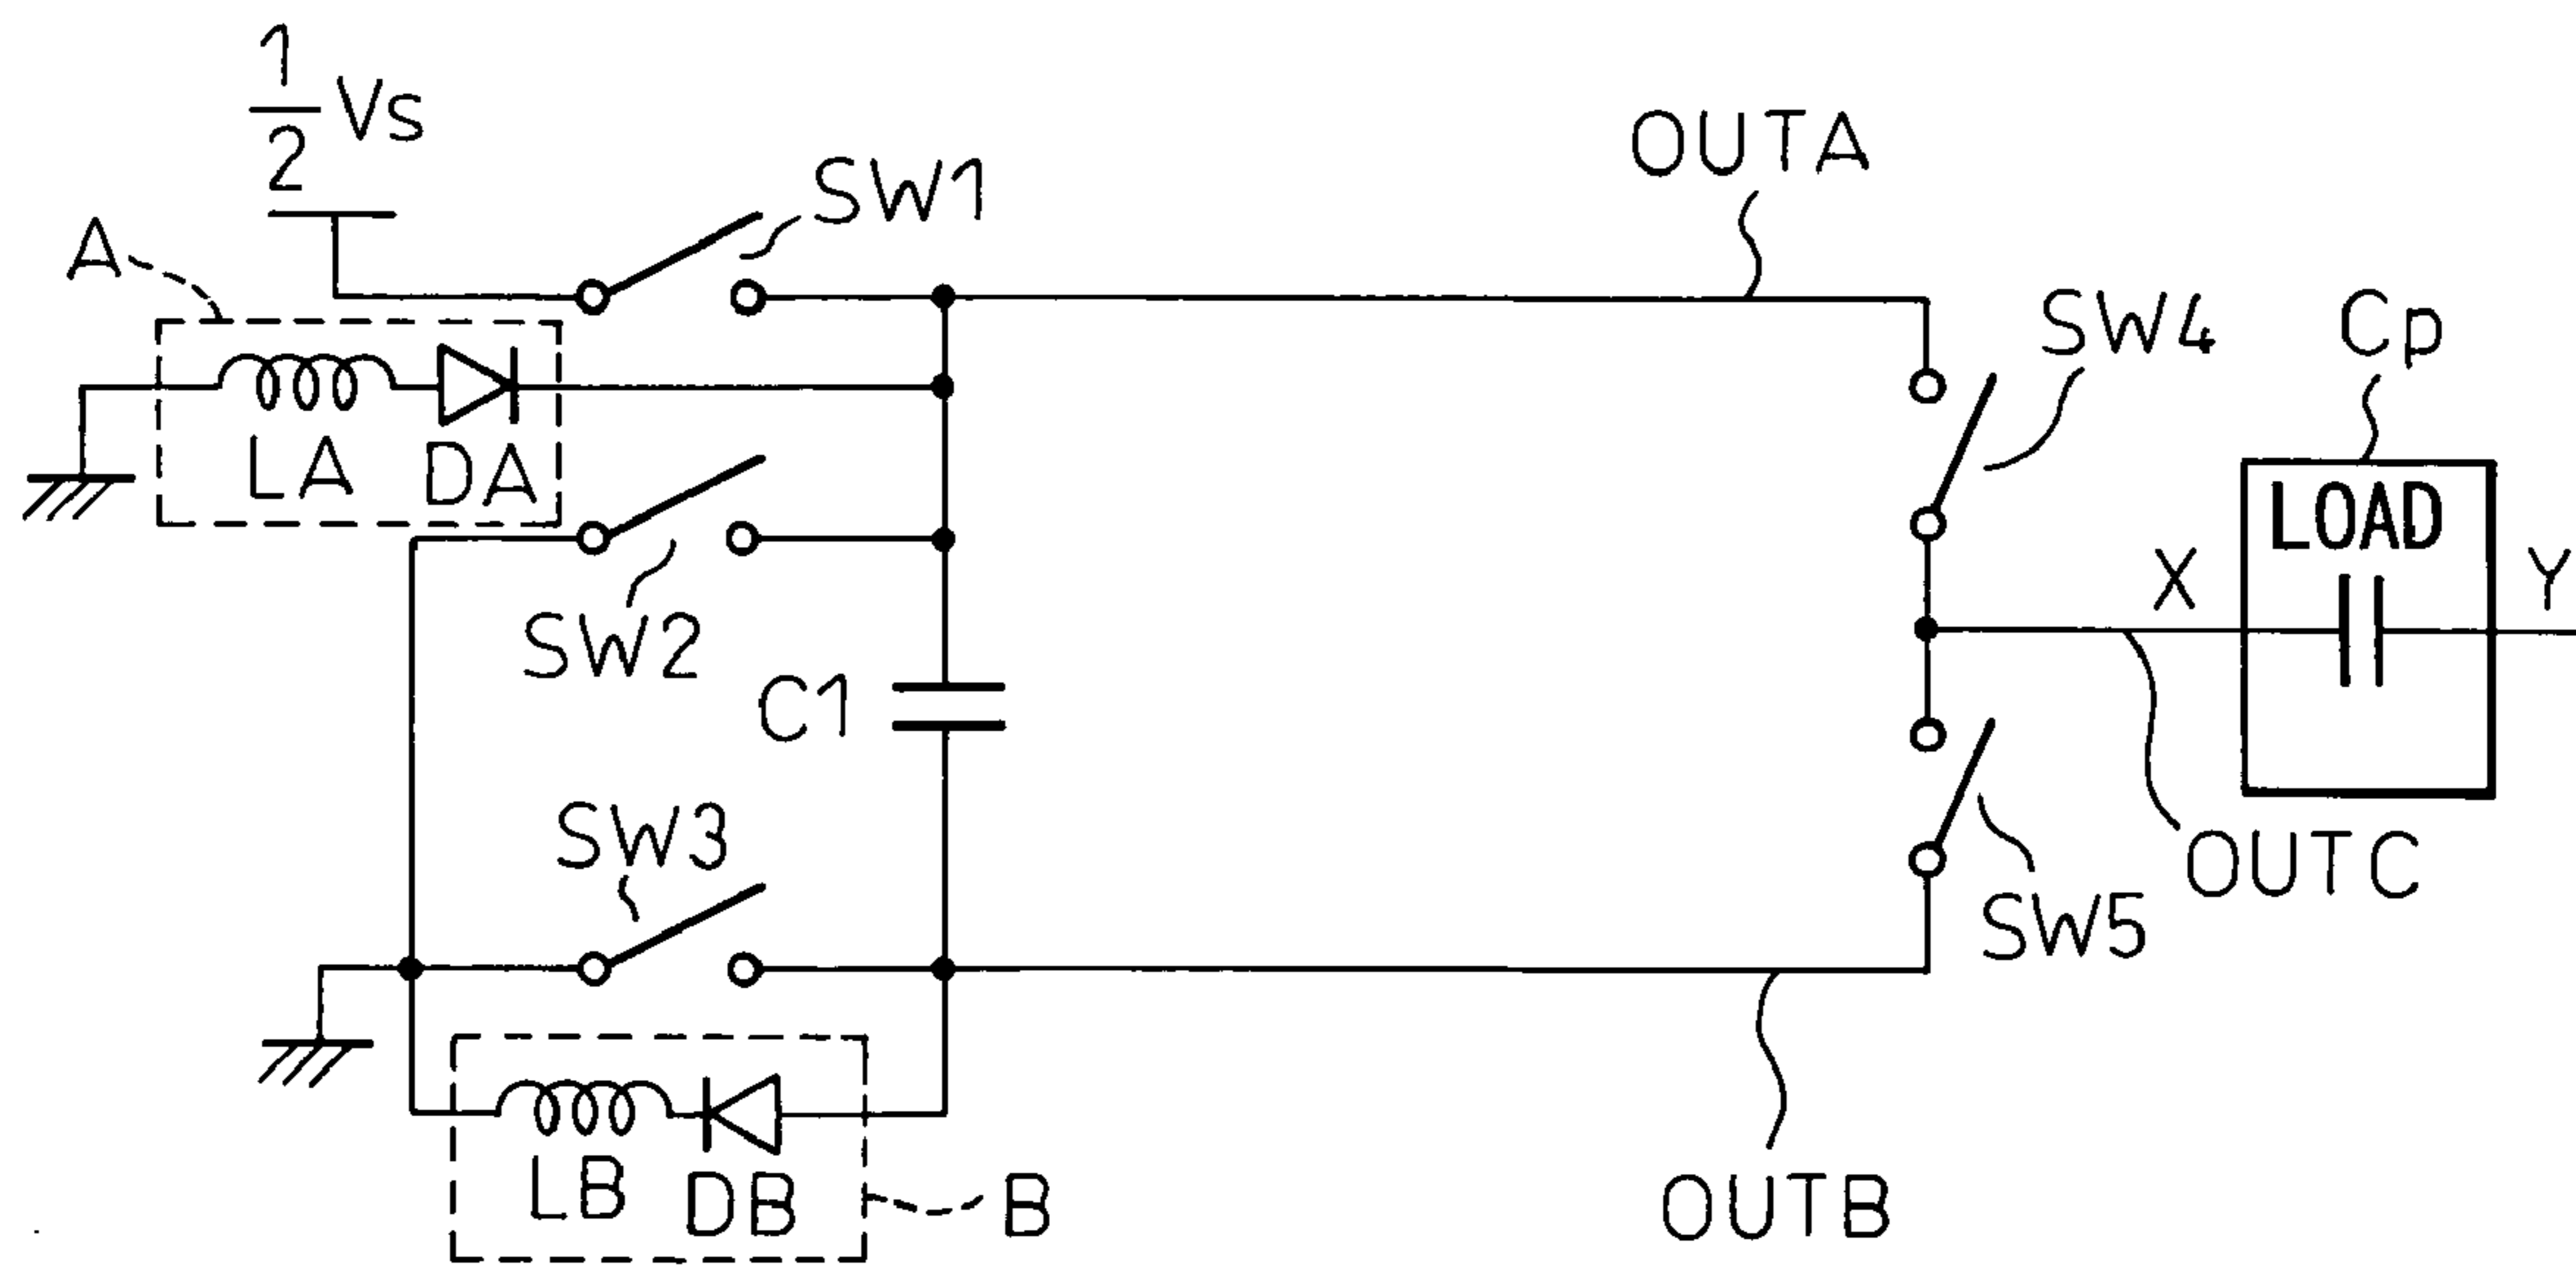 1/2 Vs
SW1
OUTA
A
SW4
Cp
LA
DA
LOAD
X
Y
SW2
C1
SW3
OUTC
SW5
LB
DB
B
OUTB